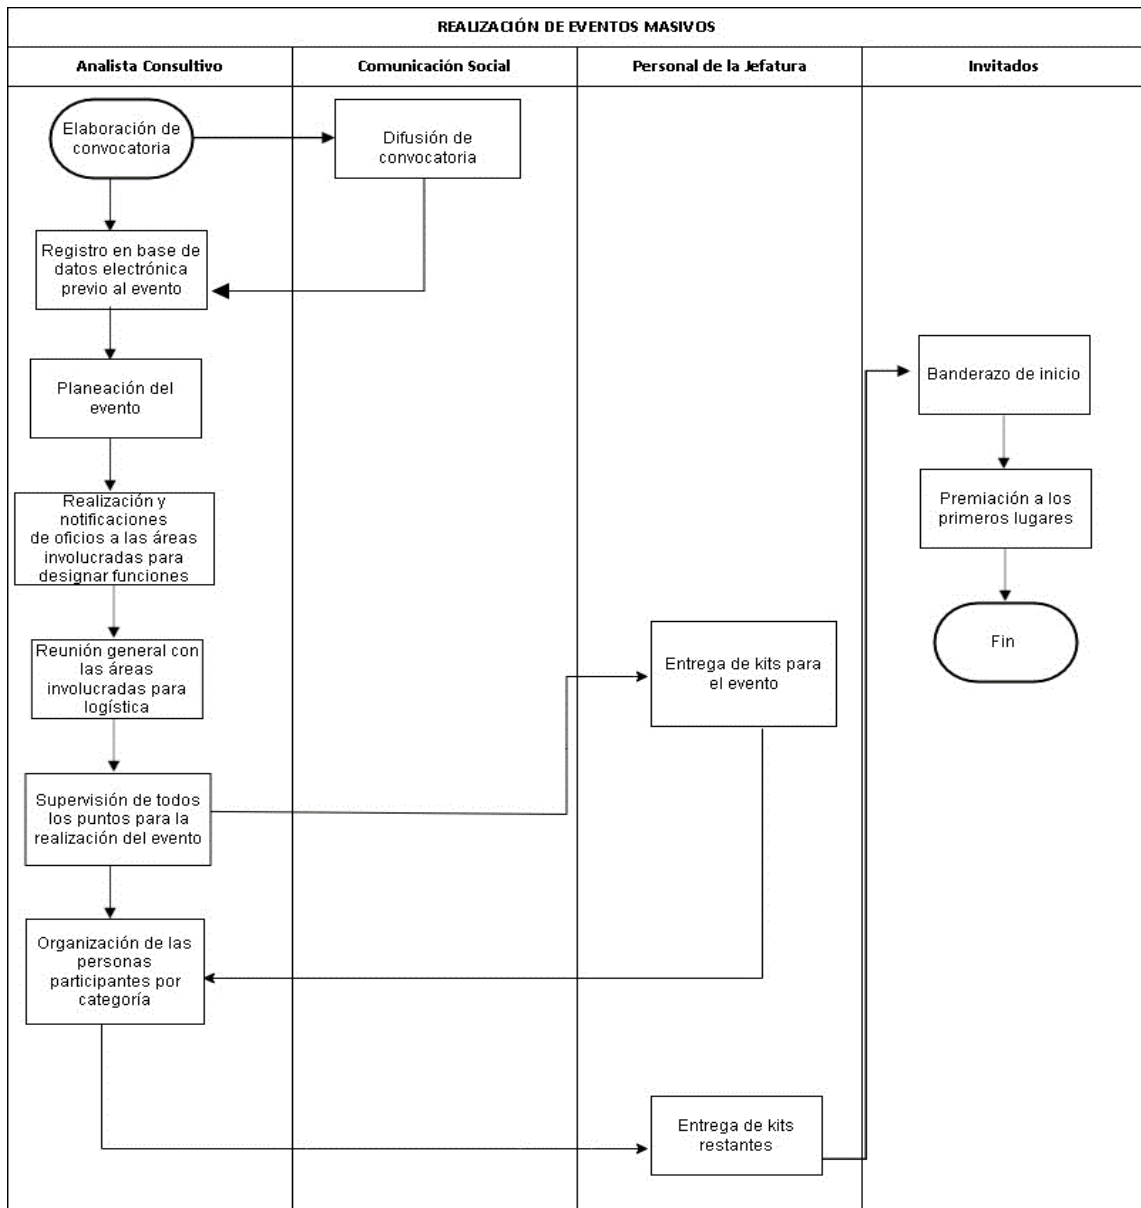 REALIZACIÓN DE EVENTOS MASIVOS
Analista Consultivo
Comunicación Social
Personal de la Jefatura
Invitados
Elaboración de
convocatoria
Difusión de
convocatoria
Registro en base de
datos electrónica
previo al evento
Planeación del
evento
Realización y
notificaciones
de oficios a las áreas
involucradas para
designar funciones
Reunión general con
las áreas
involucradas para
logística
Supervisión de todos
los puntos para la
realización del evento
Organización de las
personas
participantes por
categoría
Entrega de kits para
el evento
Entrega de kits
restantes
Banderazo de inicio
Premiación a los
primeros lugares
Fin